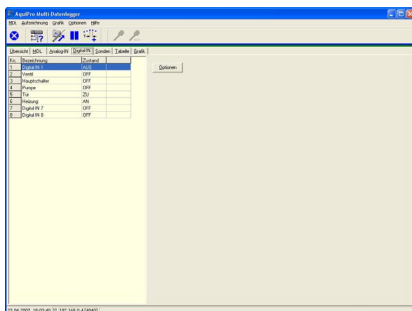 AquiPro Multi-Datenlogger
MDL Aufzeichnung Grafik Optionen Hilfe
Übersicht MDL Analog-IN Digital-IN Sonden Tabelle Grafik
Bezeichnung Zustand
1 Digital IN 1 AUS
2 Ventil OFF
3 Hauptschalter OFF
4 Pumpe OFF
5 Tür ZU
6 Heizung AN
7 Digital IN 7 OFF
8 Digital IN 8 OFF
Optionen